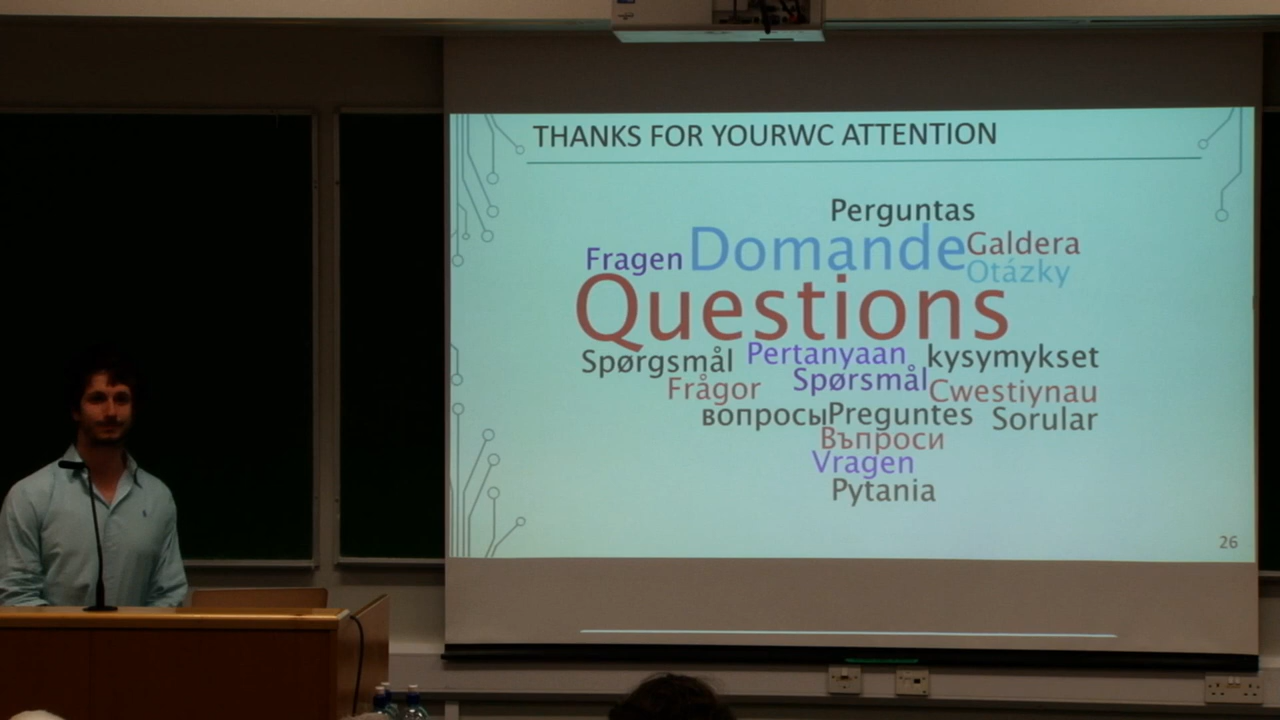 THANKS FOR YOURWC ATTENTION
Perguntas
Fragen Domande Galdera
Otázky
Questions
Spørgsmål Pertanyaan kysymykset
Frågor Spørsmål Cwestiynau
вопросы Preguntes Sorular
Въпроси
Vragen
Pytania
26